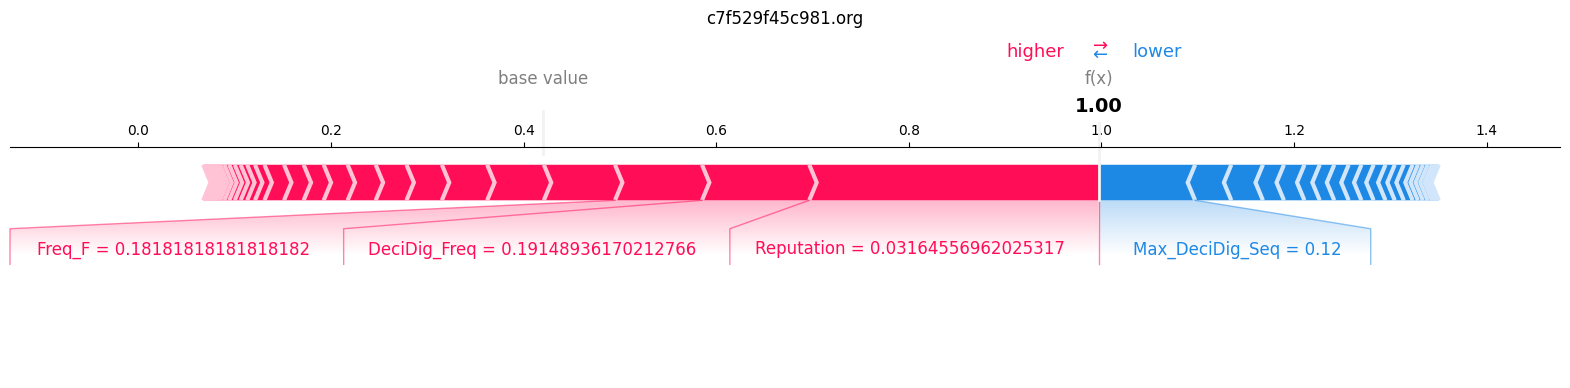 c7f529f45c981.org
higher → ← lower
base value f(x)
1.00
0.0 0.2 0.4 0.6 0.8 1.0 1.2 1.4
Freq_F = 0.18181818181818182 DeciDig_Freq = 0.19148936170212766 Reputation = 0.03164556962025317 Max_DeciDig_Seq = 0.12